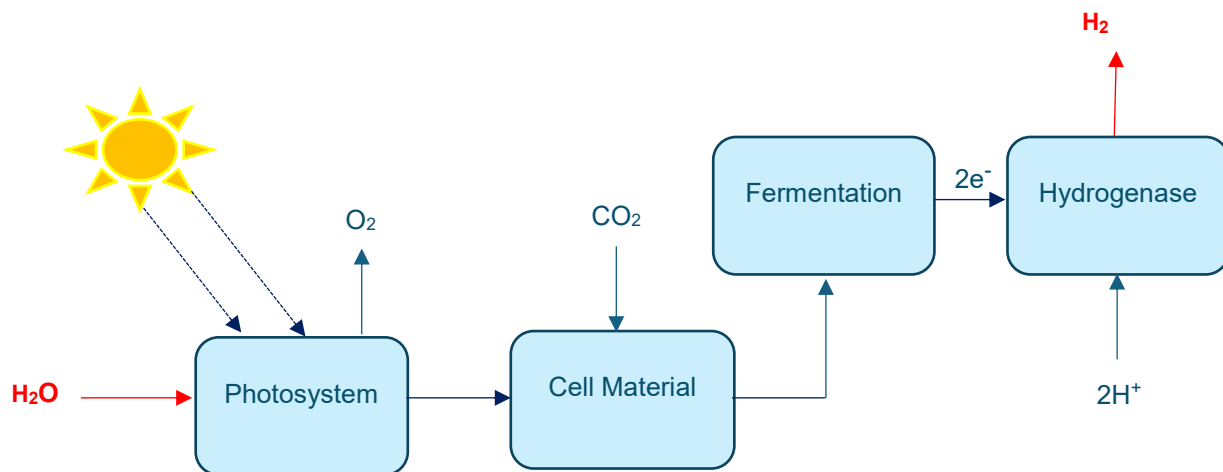 H₂
Fermentation
2e⁻
Hydrogenase
O₂
CO₂
H₂O
Photosystem
Cell Material
2H⁺